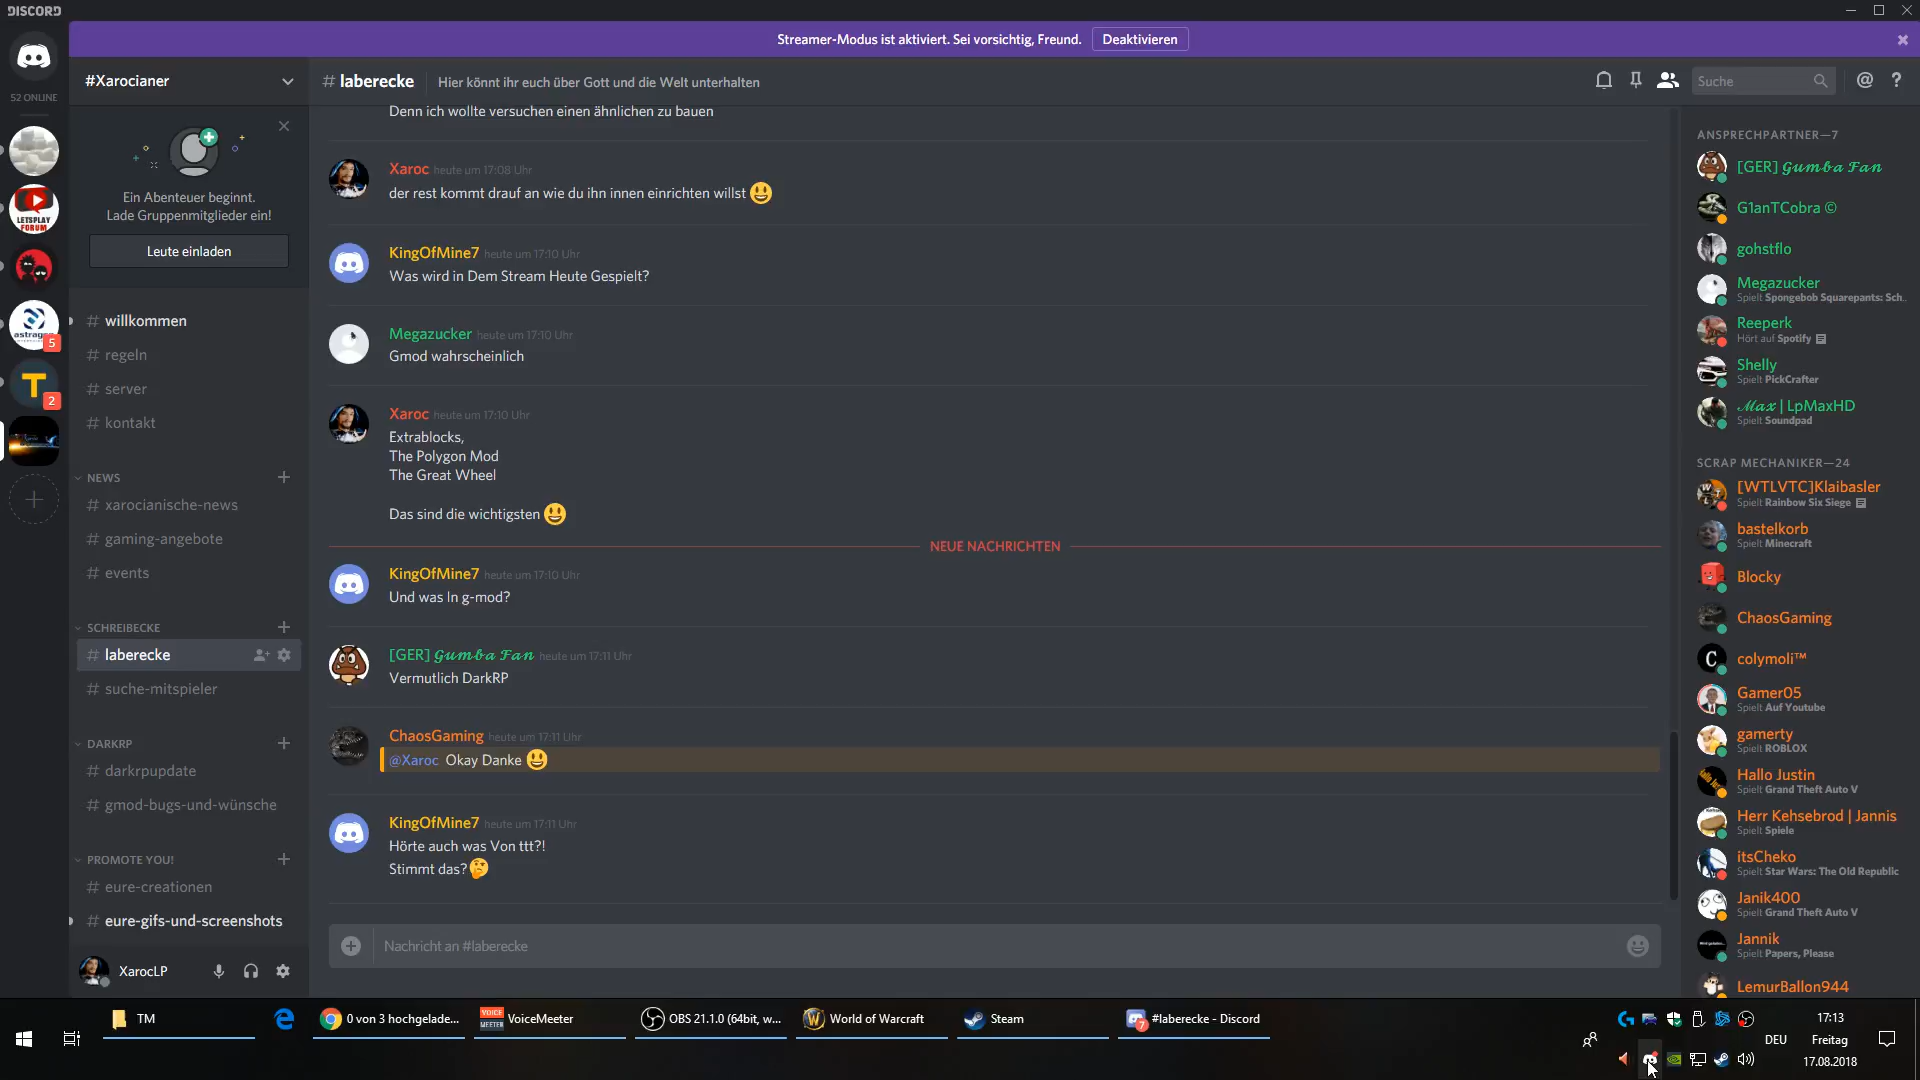 DISCORD
Streamer-Modus ist aktiviert. Sei vorsichtig, Freund. Deaktivieren
52 ONLINE
LETSPLAY
FORUM
astragon
5
T
2
#Xarocianer
Ein Abenteuer beginnt.
Lade Gruppenmitglieder ein!
Leute einladen
# willkommen
# regeln
# server
# kontakt
NEWS
# xarocianische-news
# gaming-angebote
# events
SCHREIBECKE
# laberecke
# suche-mitspieler
DARKRP
# darkrpupdate
# gmod-bugs-und-wünsche
PROMOTE YOU!
# eure-creationen
# eure-gifs-und-screenshots
XarocLP
# laberecke Hier könnt ihr euch über Gott und die Welt unterhalten
Suche
Denn ich wollte versuchen einen ähnlichen zu bauen
Xaroc heute um 17:08 Uhr
der rest kommt drauf an wie du ihn innen einrichten willst 😃
KingOfMine7 heute um 17:10 Uhr
Was wird in Dem Stream Heute Gespielt?
Megazucker heute um 17:10 Uhr
Gmod wahrscheinlich
Xaroc heute um 17:10 Uhr
Extrablocks,
The Polygon Mod
The Great Wheel
Das sind die wichtigsten 😃
NEUE NACHRICHTEN
KingOfMine7 heute um 17:10 Uhr
Und was In g-mod?
[GER] 𝓖𝓾𝓶𝓫𝓪 𝓕𝓪𝓷 heute um 17:11 Uhr
Vermutlich DarkRP
ChaosGaming heute um 17:11 Uhr
@Xaroc Okay Danke 😃
KingOfMine7 heute um 17:11 Uhr
Hörte auch was Von ttt?!
Stimmt das?🤔
Nachricht an #laberecke
ANSPRECHPARTNER—7
[GER] 𝓖𝓾𝓶𝓫𝓪 𝓕𝓪𝓷
G1anTCobra ©
gohstflo
Megazucker
Spielt Spongebob Squarepants: Sch..
Reeperk
Hört auf Spotify
Shelly
Spielt PickCrafter
𝓜𝓪𝔁 | LpMaxHD
Spielt Soundpad
SCRAP MECHANIKER—24
[WTLVTC]Klaibasler
Spielt Rainbow Six Siege
bastelkorb
Spielt Minecraft
Blocky
ChaosGaming
colymoli™
Gamer05
Spielt Auf Youtube
gamerty
Spielt ROBLOX
Hallo Justin
Spielt Grand Theft Auto V
Herr Kehsebrod | Jannis
Spielt Spiele
itsCheko
Spielt Star Wars: The Old Republic
Janik400
Spielt Grand Theft Auto V
Jannik
Spielt Papers, Please
LemurBallon944
TM
0 von 3 hochgelade...
VOICE
MEETER
VoiceMeeter
OBS 21.1.0 (64bit, w...
World of Warcraft
Steam
7
#laberecke - Discord
DEU
17:13
Freitag
17.08.2018